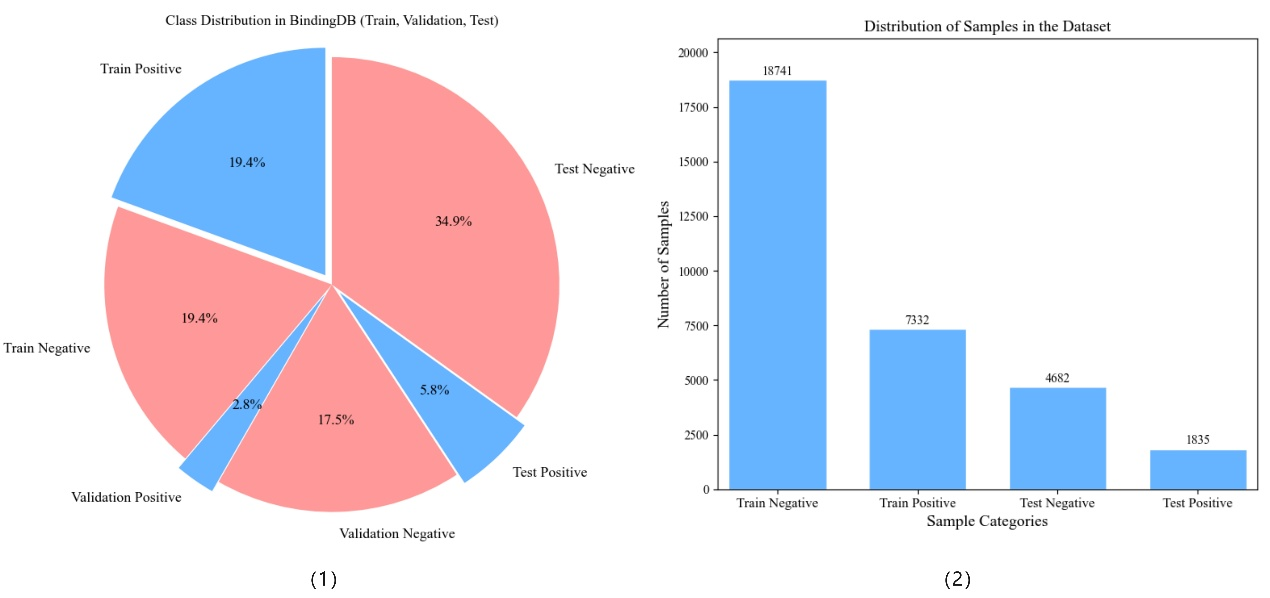 Class Distribution in BindingDB (Train, Validation, Test)
Train Positive
19.4%
Test Negative
34.9%
Train Negative
19.4%
2.8%
Validation Positive
17.5%
Validation Negative
5.8%
Test Positive
(1)
Distribution of Samples in the Dataset
Number of Samples
20000
17500
15000
12500
10000
7500
5000
2500
0
18741
7332
4682
1835
Train Negative
Train Positive
Test Negative
Test Positive
Sample Categories
(2)